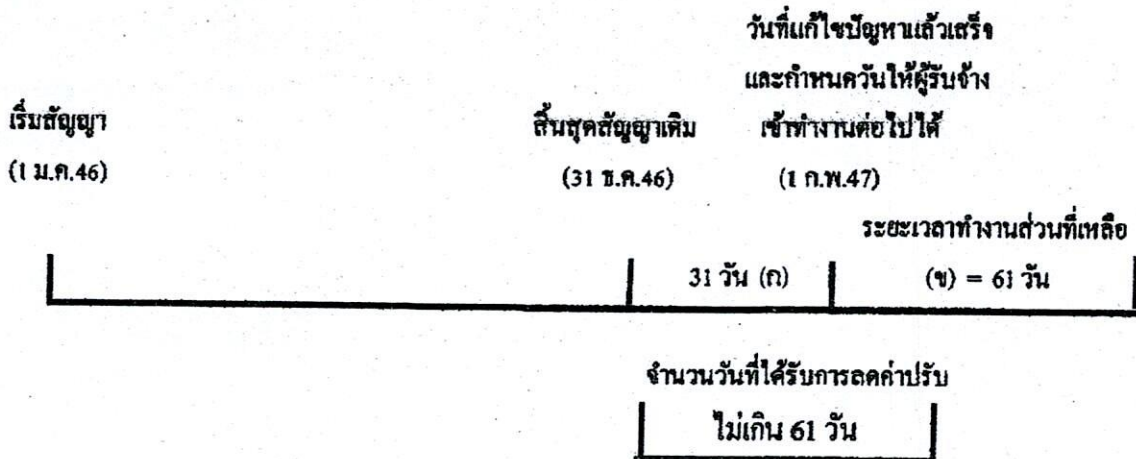 วันที่แก้ไขปัญหาแล้วเสร็จ
และกำหนดวันให้ผู้รับจ้าง
เริ่มสัญญา สิ้นสุดสัญญาเดิม เข้าทำงานต่อไปได้
(1 ม.ค.46) (31 ธ.ค.46) (1 ก.พ.47)
ระยะเวลาทำงานส่วนที่เหลือ
31 วัน (ก) (ข) = 61 วัน
จำนวนวันที่ได้รับการลดค่าปรับ
ไม่เกิน 61 วัน